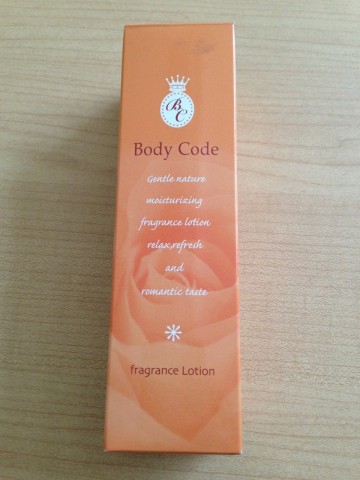 BC
Body Code
Gentle nature
moisturizing
fragrance lotion
relax,refresh
and
romantic taste
fragrance Lotion